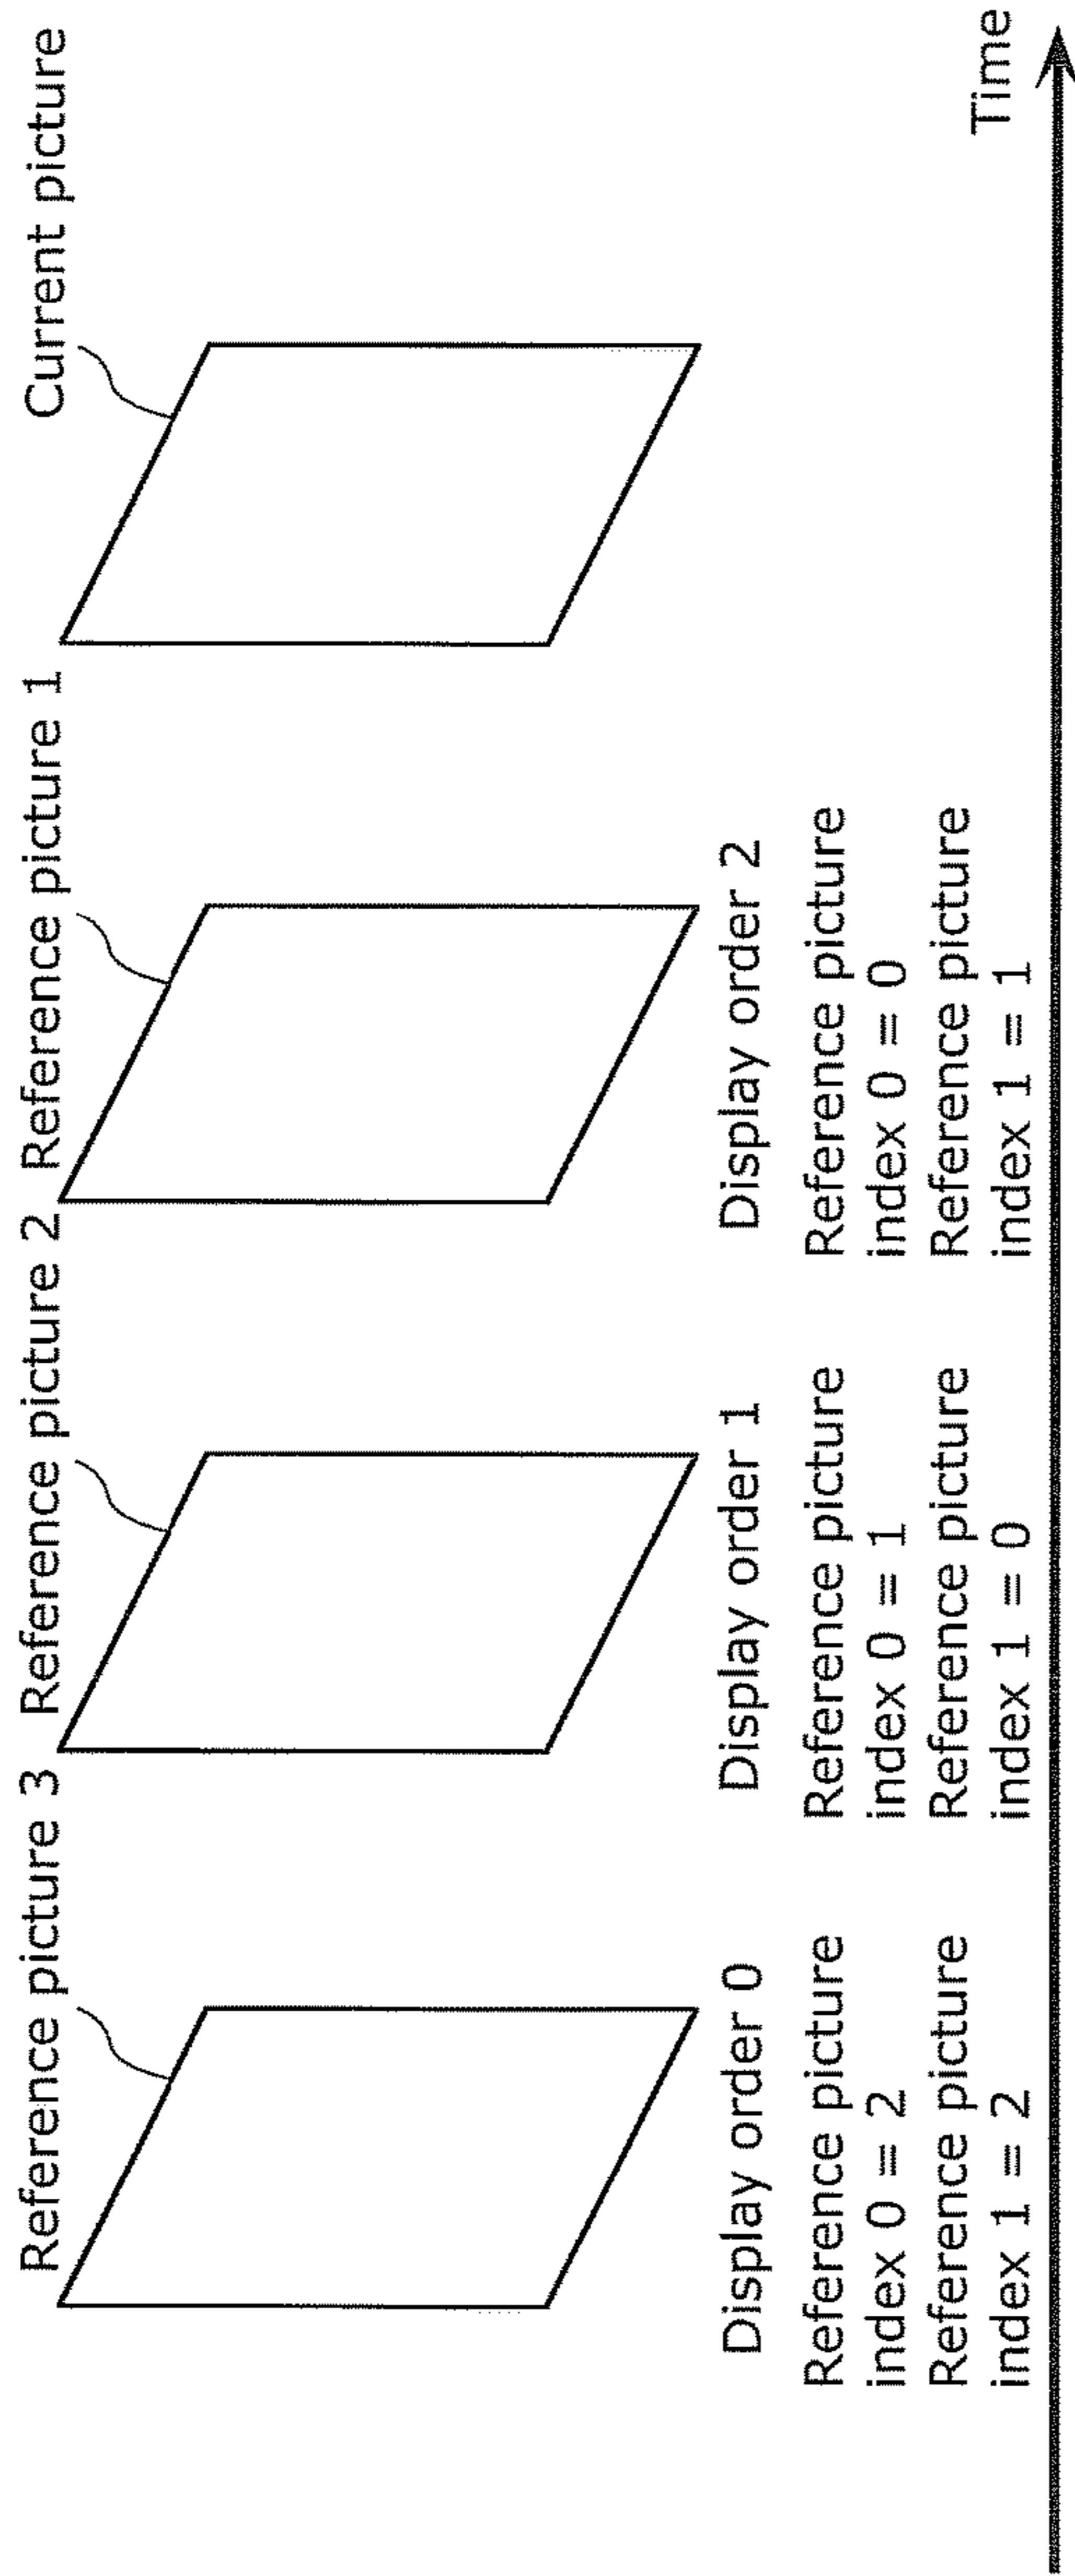 Reference picture 3
Reference picture 2
Reference picture 1
Current picture
Display order 0
Reference picture
index 0 = 2
Reference picture
index 1 = 2
Display order 1
Reference picture
index 0 = 1
Reference picture
index 1 = 0
Display order 2
Reference picture
index 0 = 0
Reference picture
index 1 = 1
Time